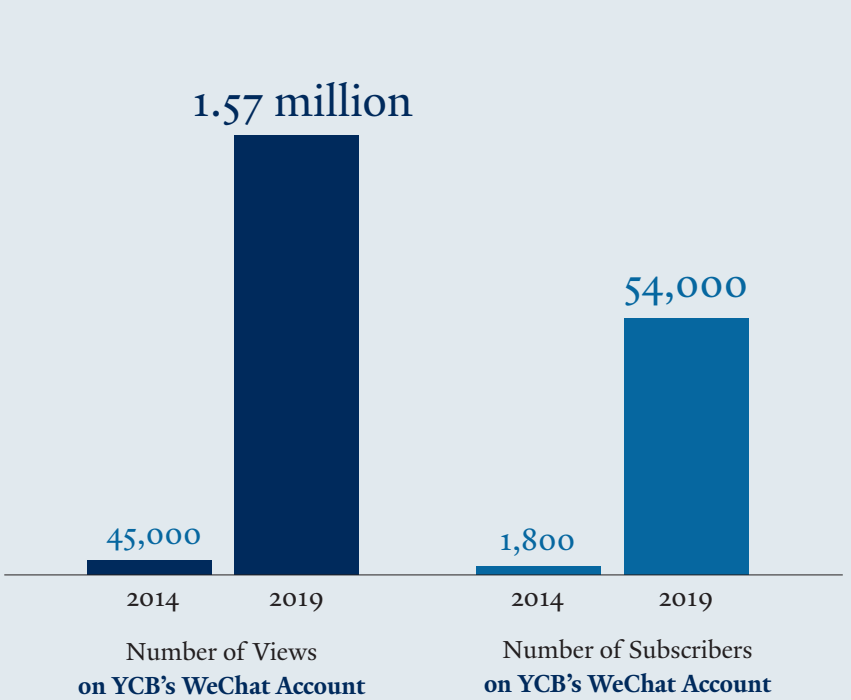 1.57 million
54,000
45,000
1,800
2014
2019
2014
2019
Number of Views
on YCB's WeChat Account
Number of Subscribers
on YCB's WeChat Account